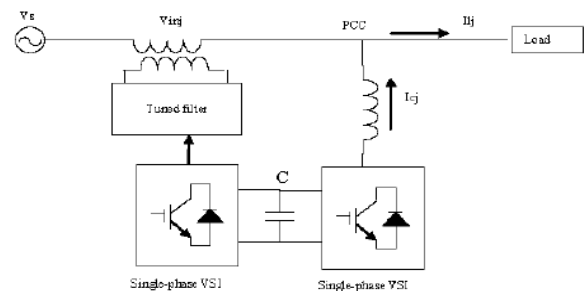 Vs
Vinj
PCC
Ilj
Load
Icj
Tuned filter
C
Single-phase VSI
Single-phase VSI